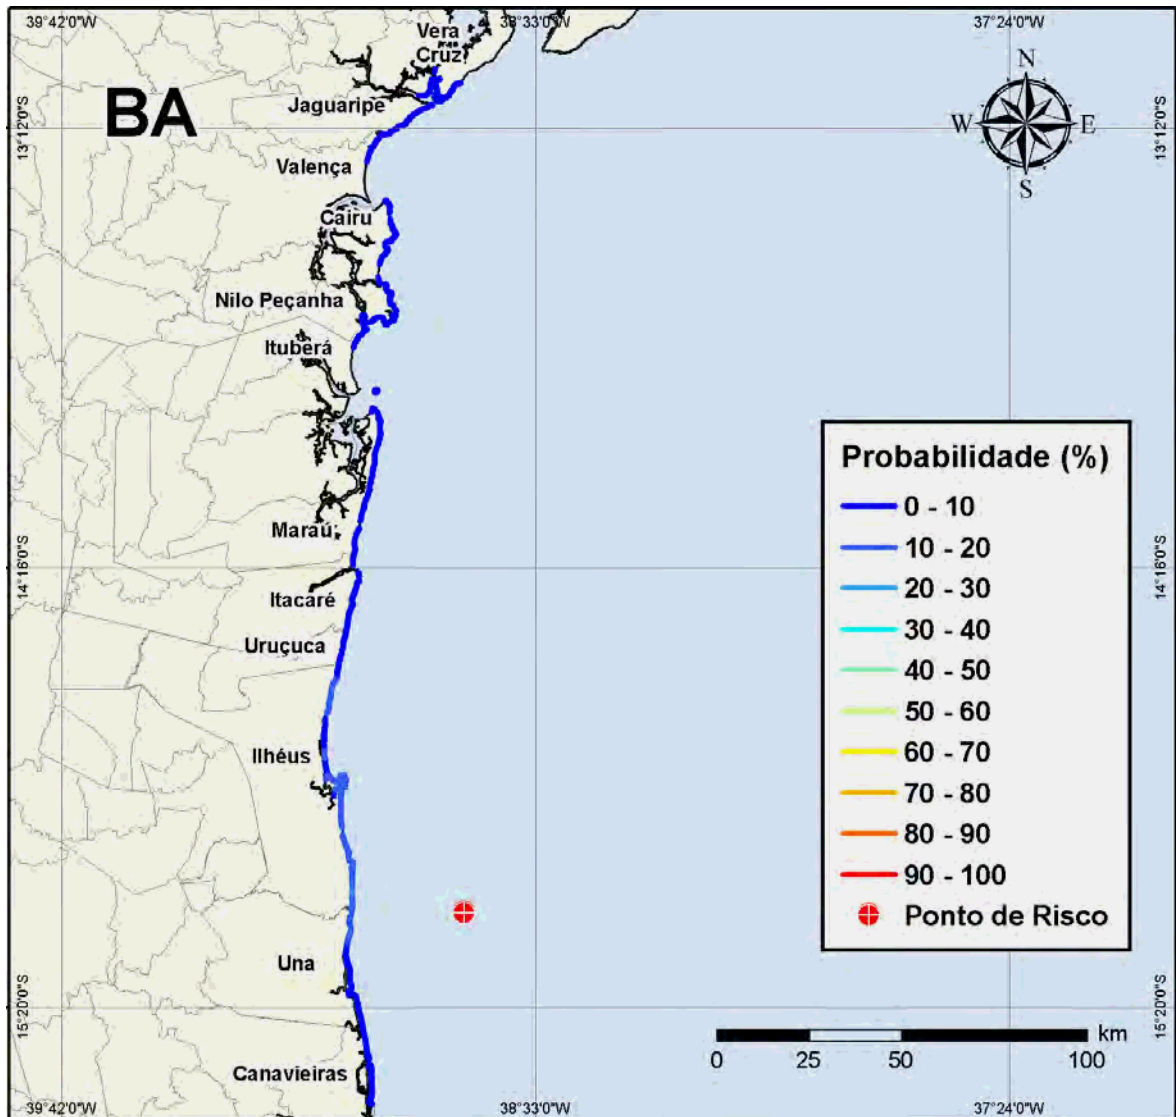 39°42'0"W
38°33'0"W
37°24'0"W
Vera
Cruz
N
BA
Jaguaripe
W
E
13°12'0"S
13°12'0"S
Valença
S
Cairu
Nilo Peçanha
Ituberá
Probabilidade (%)
0 - 10
10 - 20
20 - 30
30 - 40
40 - 50
50 - 60
60 - 70
70 - 80
80 - 90
90 - 100
Ponto de Risco
Maraú
14°16'0"S
14°16'0"S
Itacaré
Uruçuca
Ilhéus
Una
15°20'0"S
15°20'0"S
km
0
25
50
100
Canavieiras
39°42'0"W
38°33'0"W
37°24'0"W